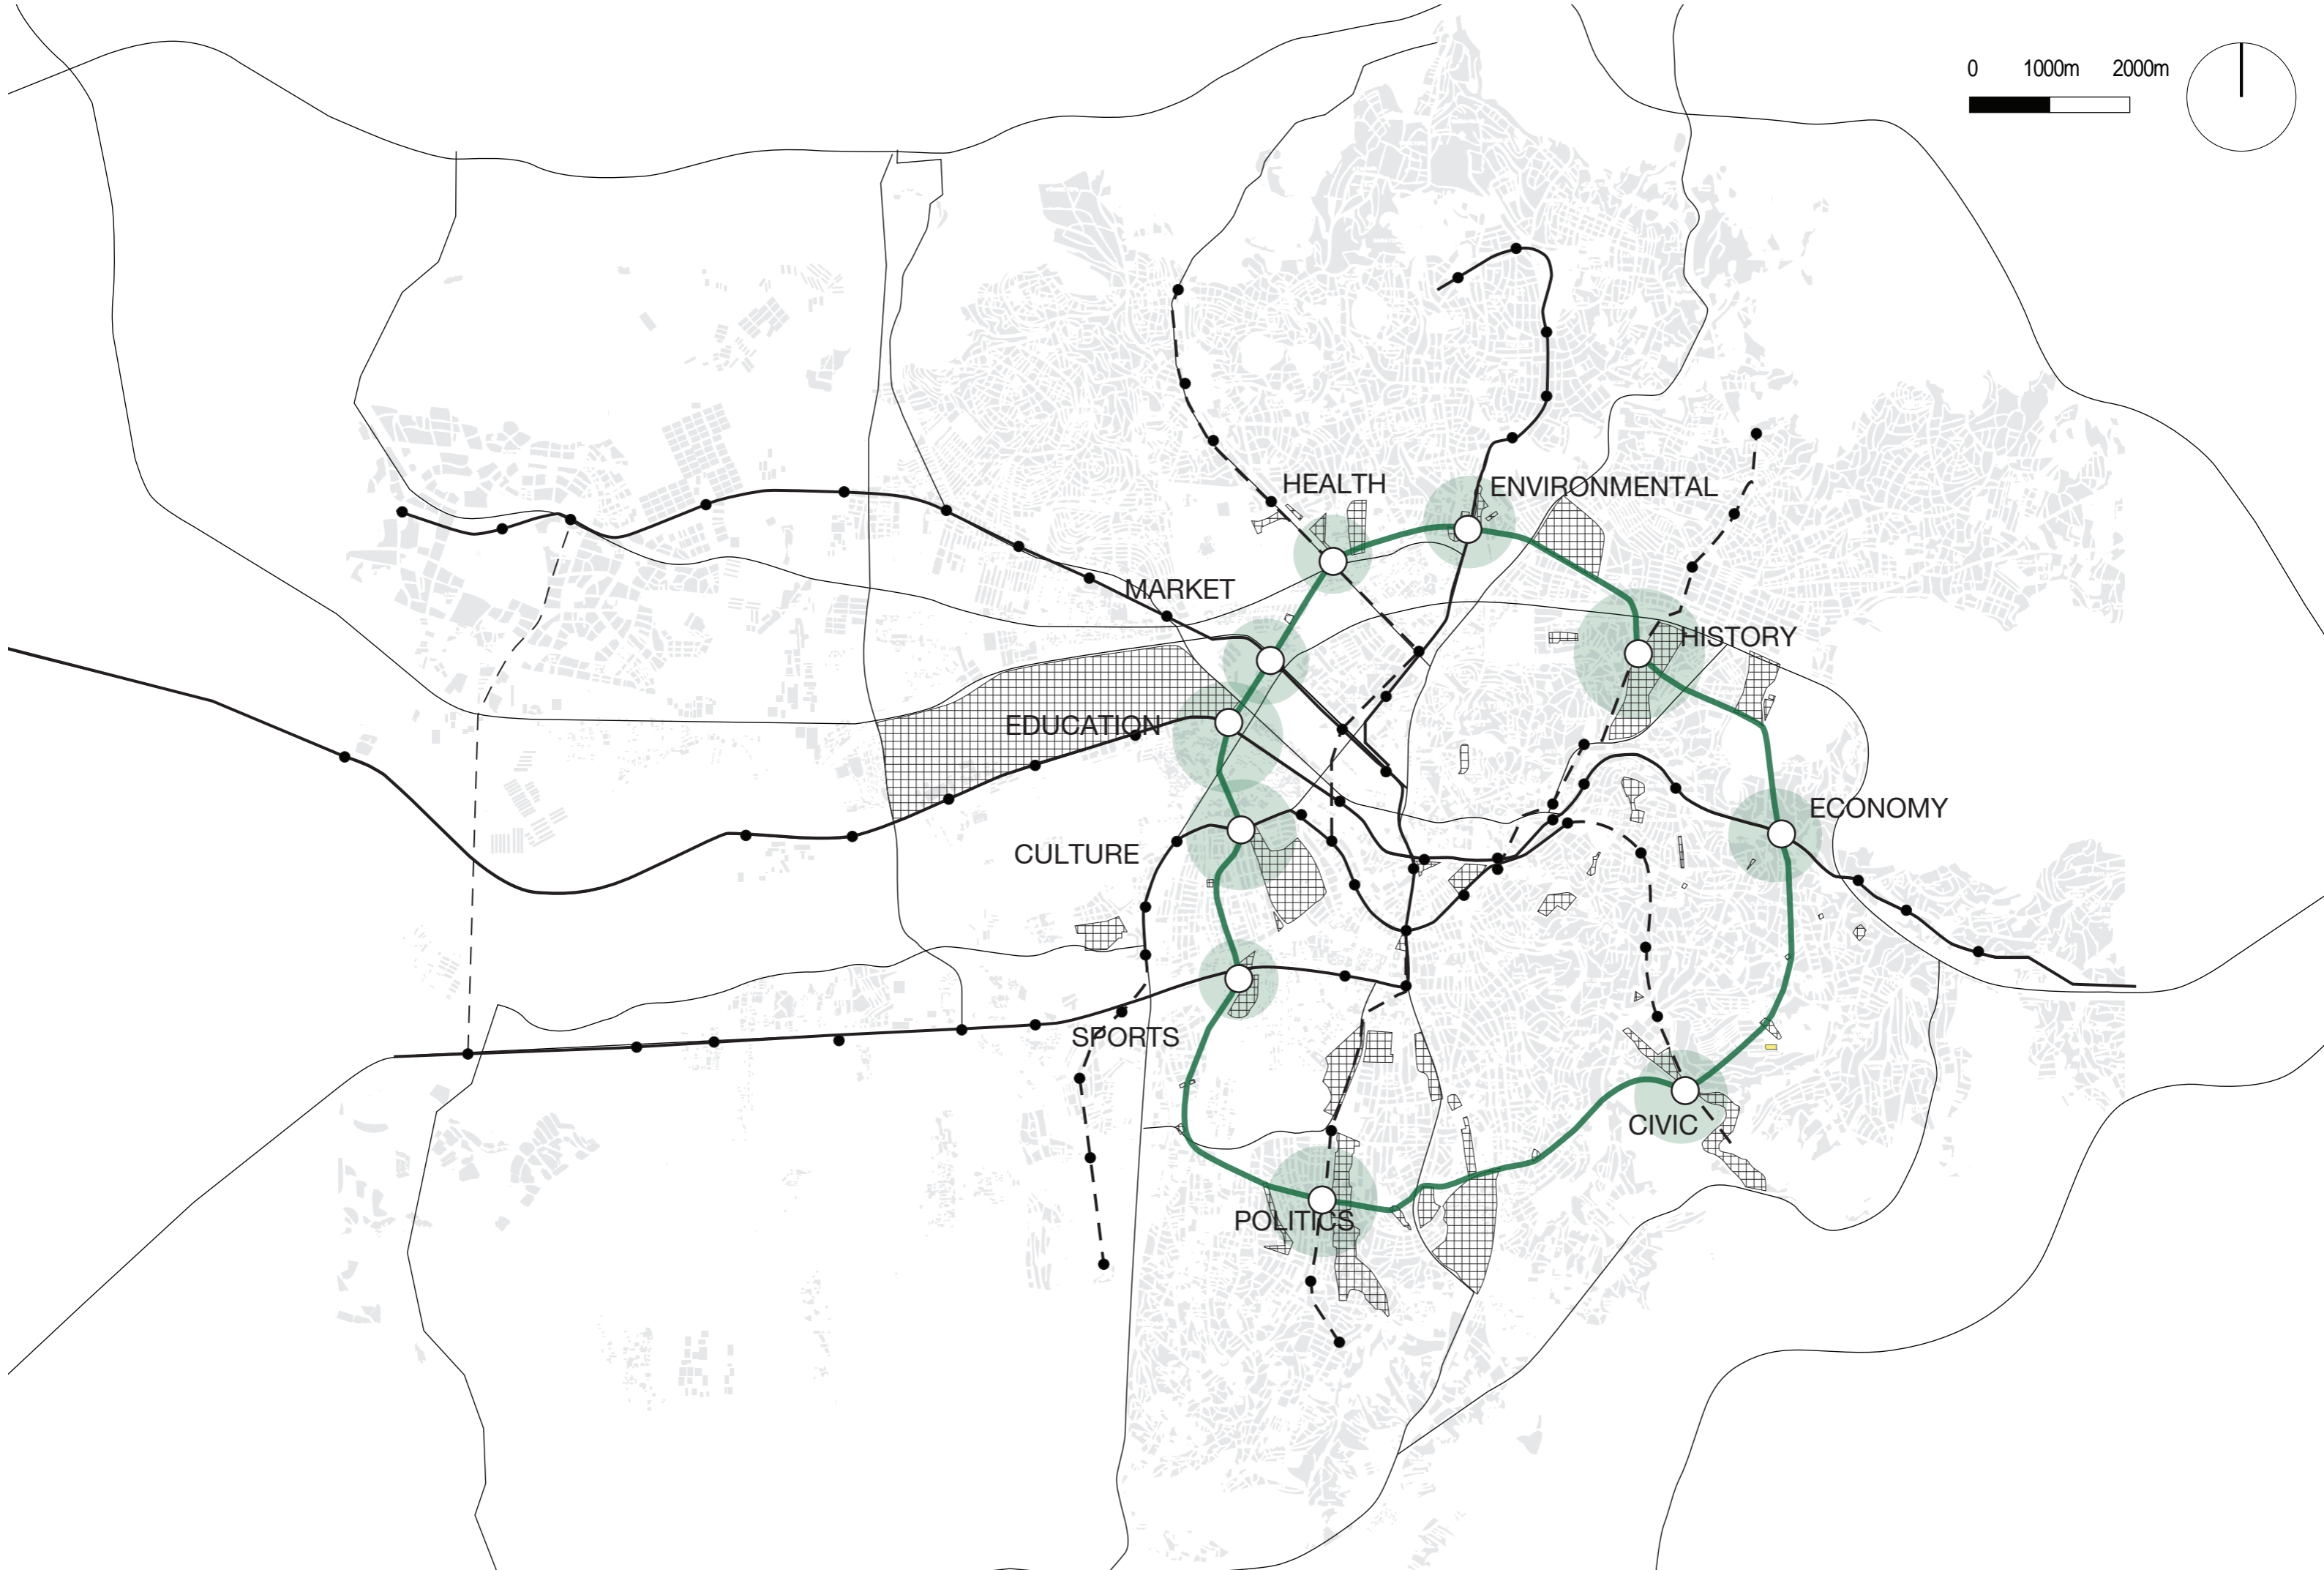 0 1000m 2000m
HEALTH
ENVIRONMENTAL
MARKET
HISTORY
EDUCATION
ECONOMY
CULTURE
SPORTS
CIVIC
POLITICS